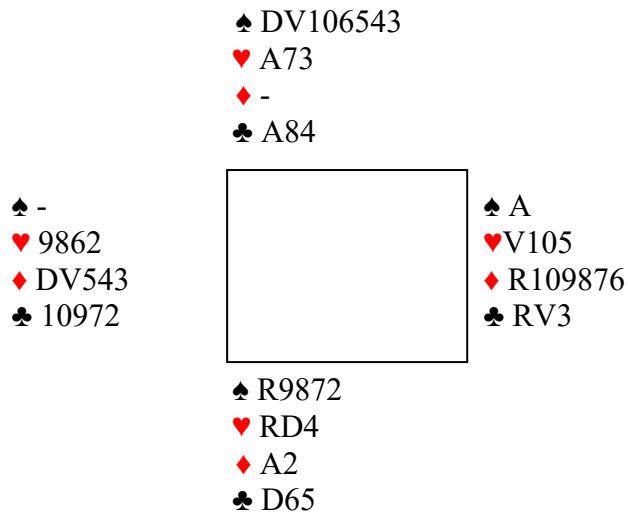 ♠ DV106543
♥ A73
♦ -
♣ A84
♠ -
♥ 9862
♦ DV543
♣ 10972
♠ A
♥V105
♦ R109876
♣ RV3
♠ R9872
♥ RD4
♦ A2
♣ D65